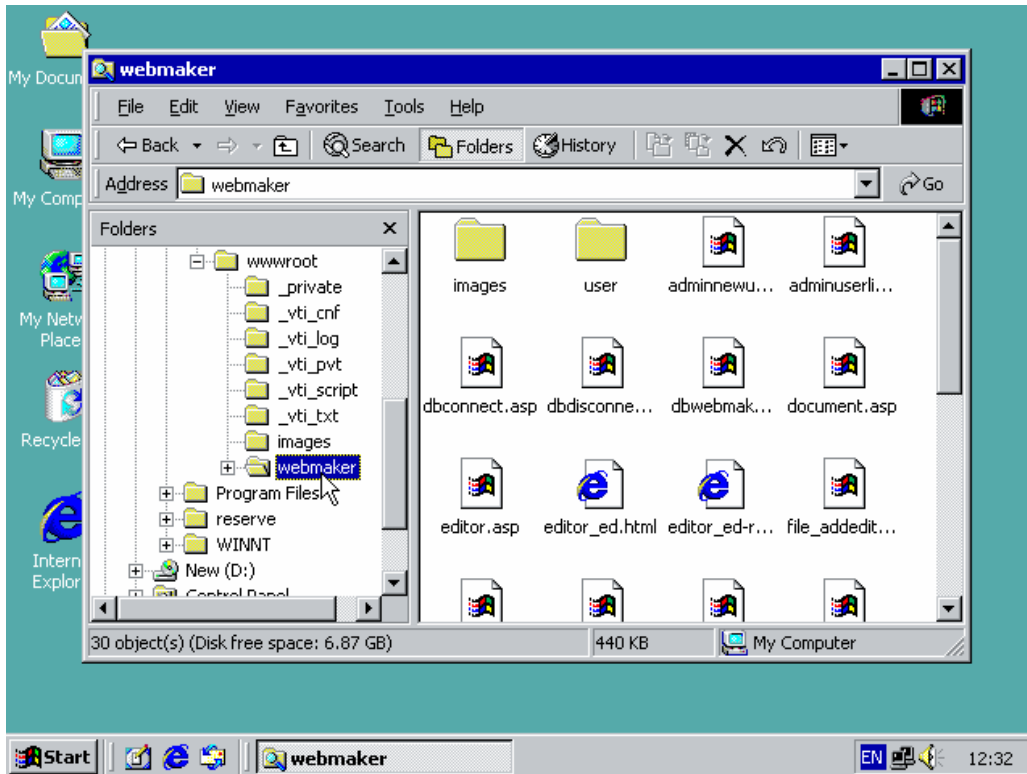 My Docum
webmaker
File Edit View Favorites Tools Help
Back Search Folders History
Address webmaker Go
My Comp
Folders
wwwroot
_private
_vti_cnf
_vti_log
_vti_pvt
_vti_script
_vti_txt
images
webmaker
Program Files
reserve
WINNT
New (D:)
Control Panel
images user adminnewu... adminuserli...
dbconnect.asp dbdisconne... dbwebmak... document.asp
editor.asp editor_ed.html editor_ed-r... file_addedit...
My Netw
Place
Recycle
Intern
Explor
30 object(s) (Disk free space: 6.87 GB) 440 KB My Computer
Start webmaker EN 12:32